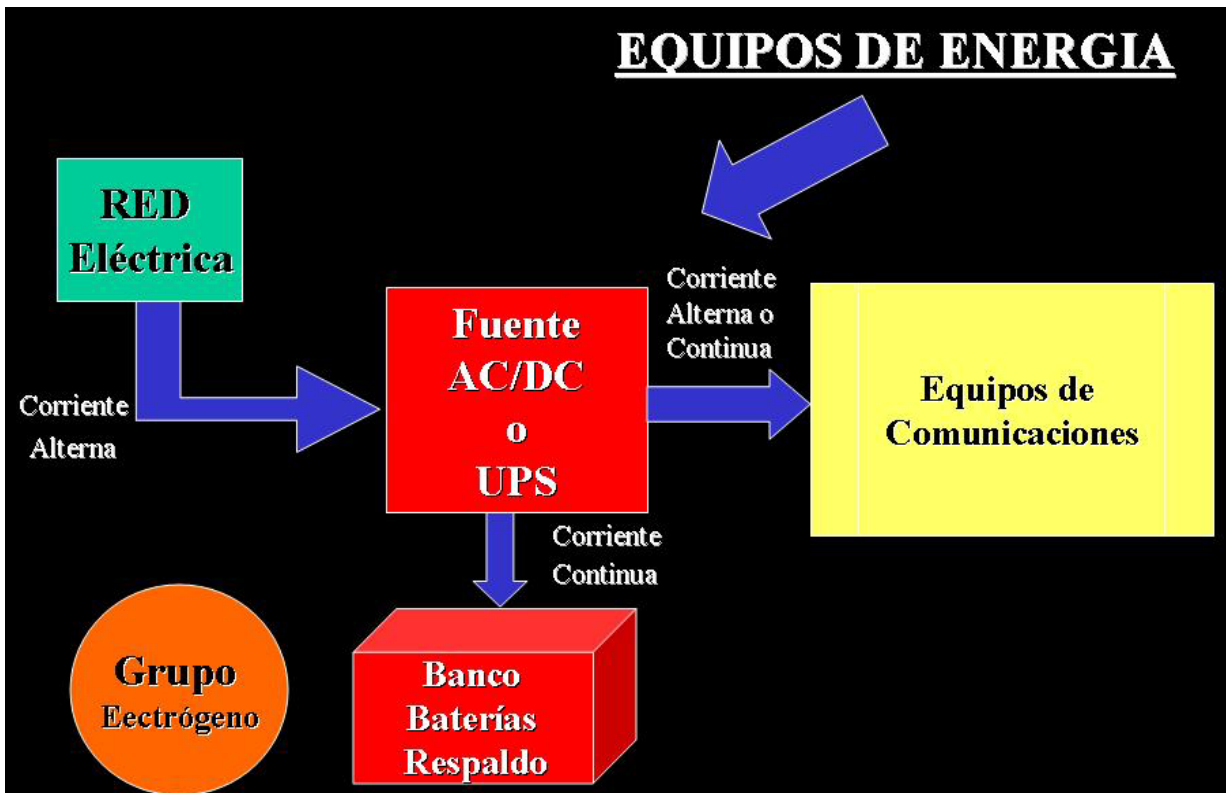 EQUIPOS DE ENERGIA
RED
Eléctrica
Corriente
Alterna
Fuente
AC/DC
o
UPS
Corriente
Alterna o
Continua
Equipos de
Comunicaciones
Corriente
Continua
Grupo
Eectrógeno
Banco
Baterías
Respaldo